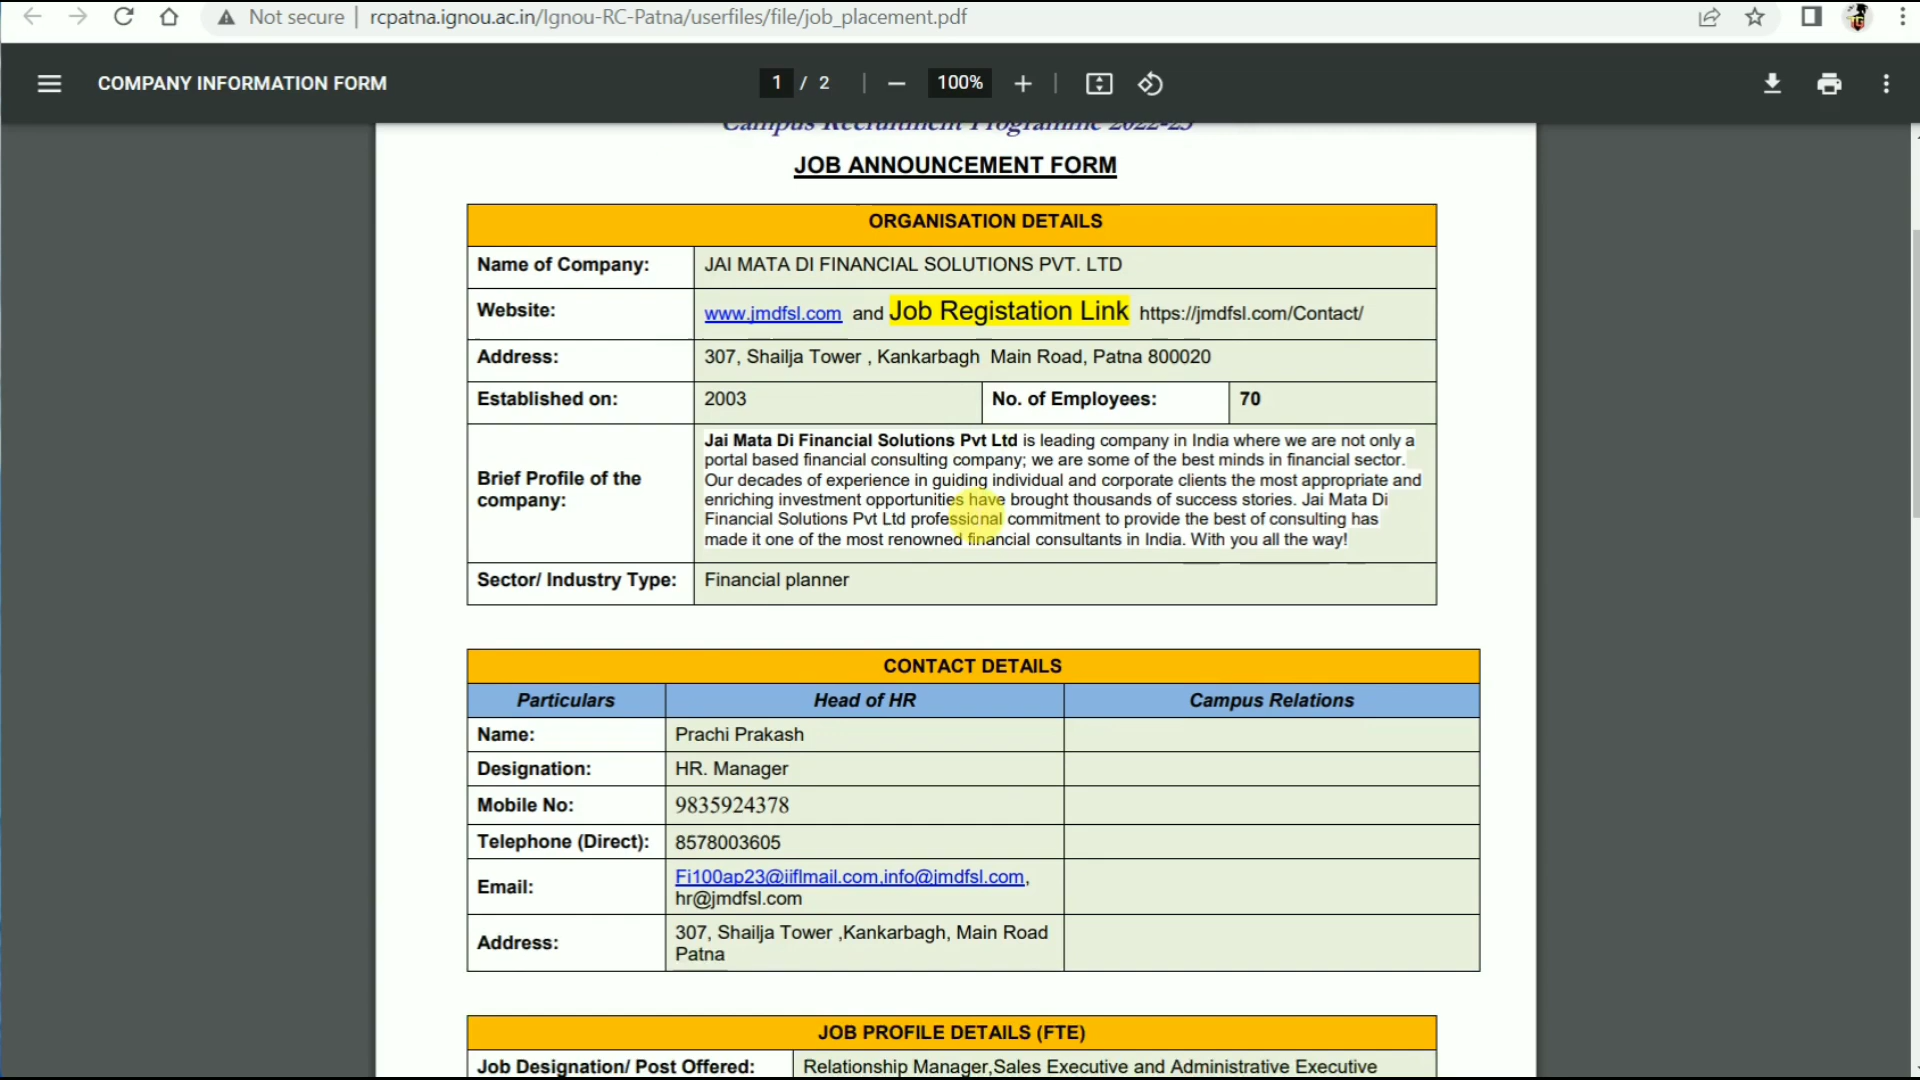 Not secure | rcpatna.ignou.ac.in/Ignou-RC-Patna/userfiles/file/job_placement.pdf
COMPANY INFORMATION FORM
1 / 2
100%
Campus Recruitment Programme 2022-23
JOB ANNOUNCEMENT FORM
ORGANISATION DETAILS
Name of Company: JAI MATA DI FINANCIAL SOLUTIONS PVT. LTD
Website: www.jmdfsl.com and Job Registation Link https://jmdfsl.com/Contact/
Address: 307, Shailja Tower , Kankarbagh Main Road, Patna 800020
Established on: 2003 No. of Employees: 70
Brief Profile of the
company:
Jai Mata Di Financial Solutions Pvt Ltd is leading company in India where we are not only a
portal based financial consulting company; we are some of the best minds in financial sector.
Our decades of experience in guiding individual and corporate clients the most appropriate and
enriching investment opportunities have brought thousands of success stories. Jai Mata Di
Financial Solutions Pvt Ltd professional commitment to provide the best of consulting has
made it one of the most renowned financial consultants in India. With you all the way!
Sector/ Industry Type: Financial planner
CONTACT DETAILS
Particulars Head of HR Campus Relations
Name: Prachi Prakash
Designation: HR. Manager
Mobile No: 9835924378
Telephone (Direct): 8578003605
Email:
Fi100ap23@iiflmail.com,info@jmdfsl.com,
hr@jmdfsl.com
Address:
307, Shailja Tower ,Kankarbagh, Main Road
Patna
JOB PROFILE DETAILS (FTE)
Job Designation/ Post Offered: Relationship Manager,Sales Executive and Administrative Executive